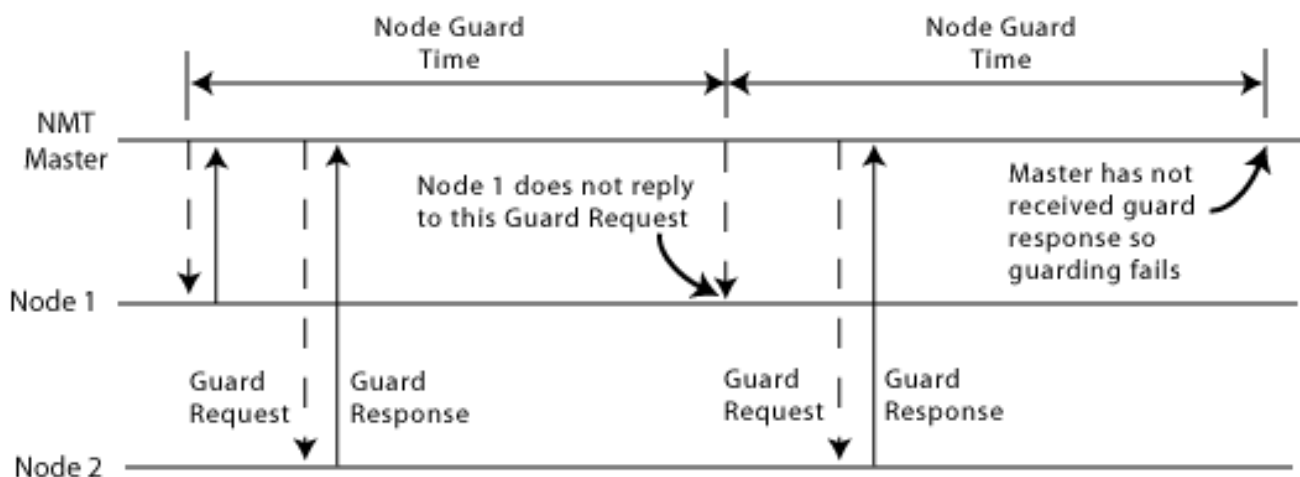 Node Guard
Time
Node Guard
Time
NMT
Master
Node 1 does not reply
to this Guard Request
Master has not
received guard
response so
guarding fails
Node 1
Guard
Request
Guard
Response
Guard
Request
Guard
Response
Node 2